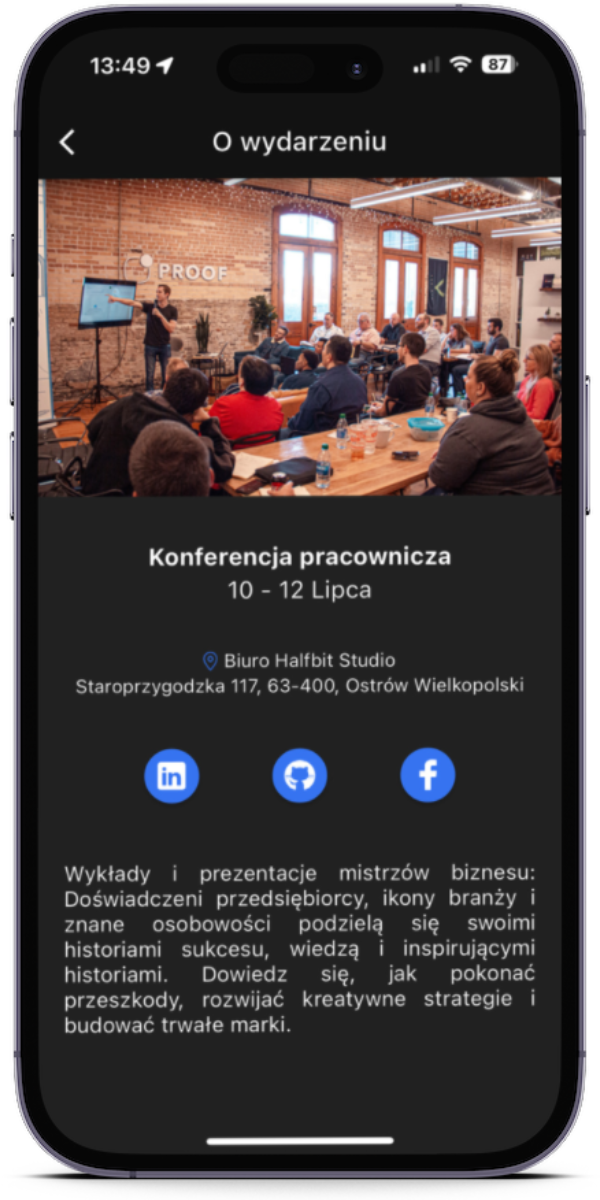 13:49
87
O wydarzeniu
PROOF
Konferencja pracownicza
10 - 12 Lipca
Biuro Halfbit Studio
Staroprzygodzka 117, 63-400, Ostrów Wielkopolski
in
f
Wykłady i prezentacje mistrzów biznesu:
Doświadczeni przedsiębiorcy, ikony branży i
znane osobowości podzielą się swoimi
historiami sukcesu, wiedzą i inspirującymi
historiami. Dowiedz się, jak pokonać
przeszkody, rozwijać kreatywne strategie i
budować trwałe marki.